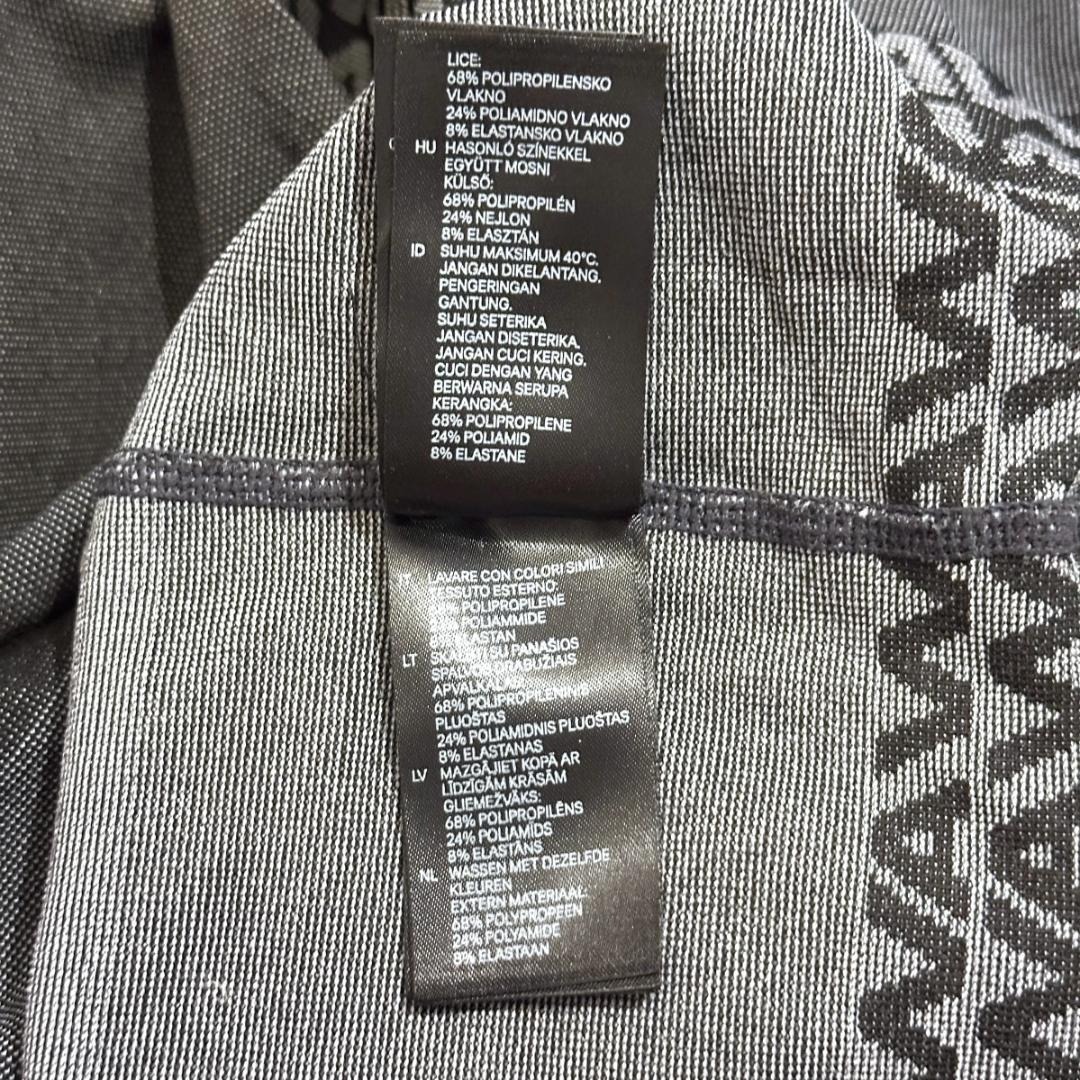 LICE:
68% POLIPROPILENSKO
VLAKNO
24% POLIAMIDNO VLAKNO
8% ELASTANSKO VLAKNO
HU HASONLÓ SZÍNEKKEL
EGYÜTT MOSNI
KÜLSŐ:
68% POLIPROPILÉN
24% NEJLON
8% ELASZTÁN
ID SUHU MAKSIMUM 40°C.
JANGAN DIKELANTANG.
PENGERINGAN
GANTUNG.
SUHU SETERIKA
JANGAN DISETERIKA.
JANGAN CUCI KERING.
CUCI DENGAN YANG
BERWARNA SERUPA
KERANGKA:
68% POLIPROPILENE
24% POLIAMID
8% ELASTANE
LAVARE CON COLORI SIMILI
TESSUTO ESTERNO:
68% POLIPROPILENE
POLIAMMIDE
LT SU PANAŠIOS
68% POLIPROPILENINIS
PLUOŠTAS
24% POLIAMIDNIS PLUOŠTAS
8% ELASTANAS
LV MAZGĀJIET KOPĀ AR
LĪDZĪGĀM KRĀSĀM
GLIEMEŽVĀKS:
68% POLIPROPILĒNS
24% POLIAMĪDS
8% ELASTĀNS
NL WASSEN MET DEZELFDE
KLEUREN
EXTERN MATERIAAL:
68% POLYPROPEEN
24% POLYAMIDE
8% ELASTAAN